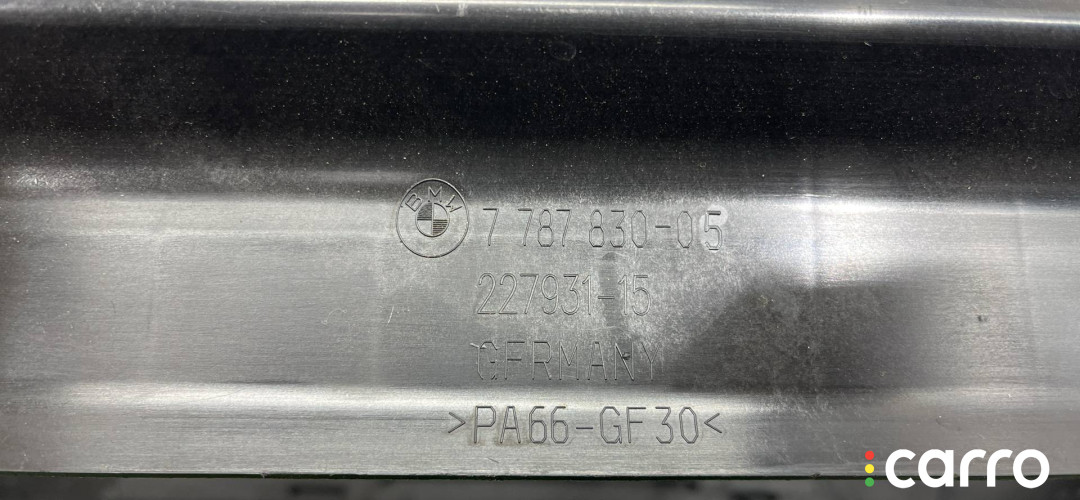 BMW
7 787 830-05
227931-15
GERMANY
>PA66-GF30<
carro